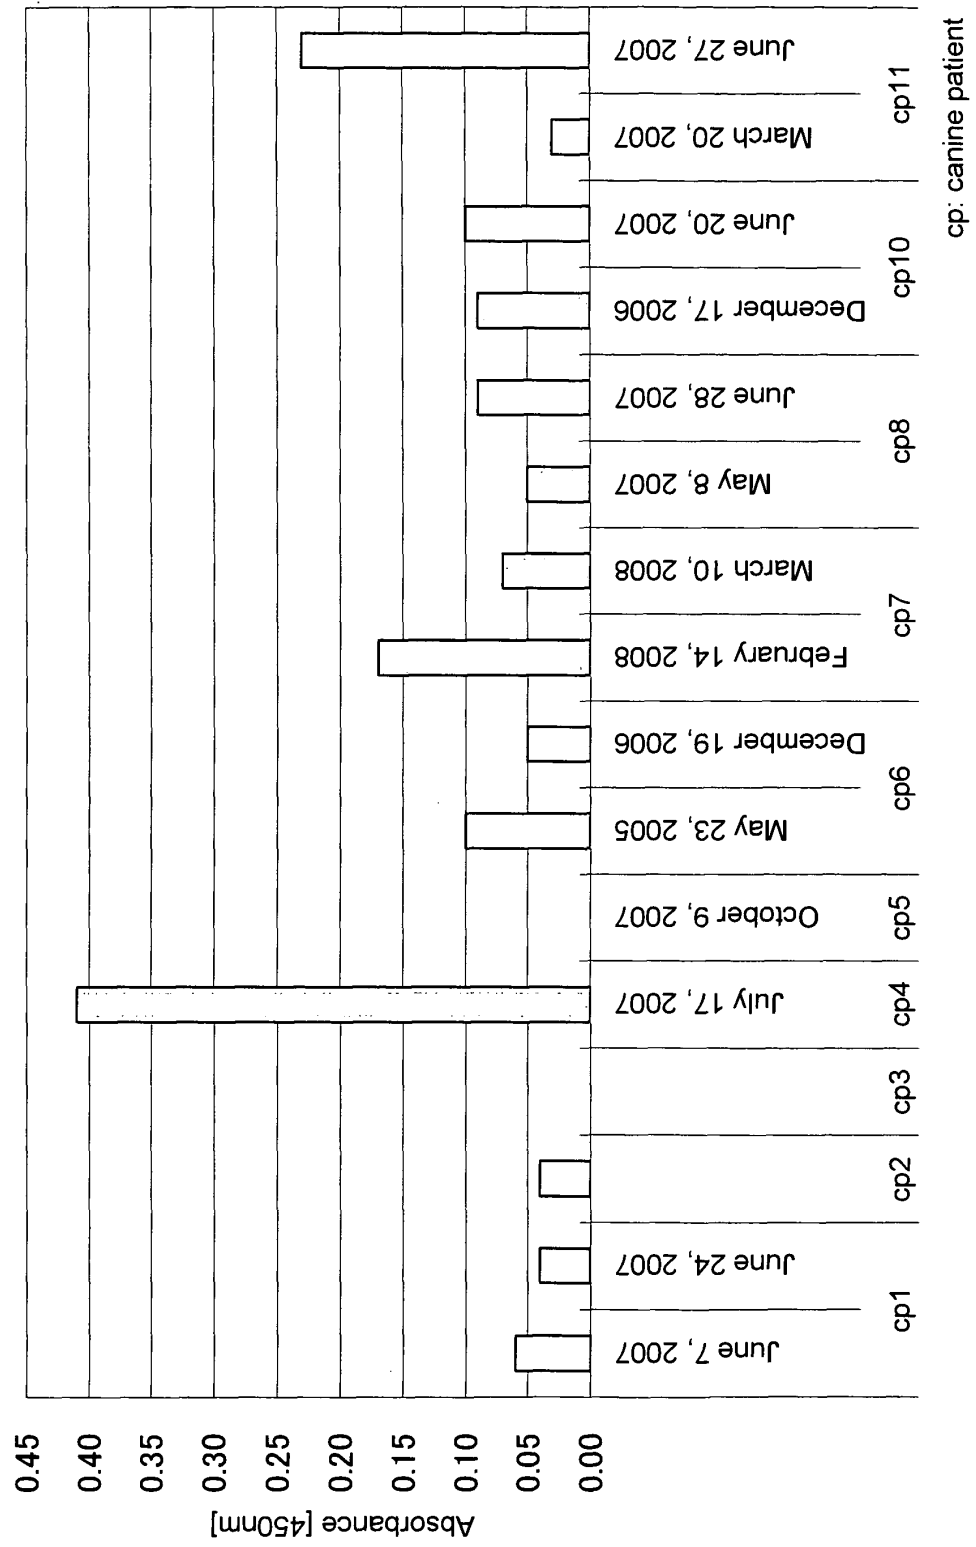 Absorbance [450nm]
0.45
0.40
0.35
0.30
0.25
0.20
0.15
0.10
0.05
0.00
June 7, 2007
June 24, 2007
July 17, 2007
October 9, 2007
May 23, 2005
December 19, 2006
February 14, 2008
March 10, 2008
May 8, 2007
June 28, 2007
December 17, 2006
June 20, 2007
March 20, 2007
June 27, 2007
cp1
cp2
cp3
cp4
cp5
cp6
cp7
cp8
cp10
cp11
cp: canine patient